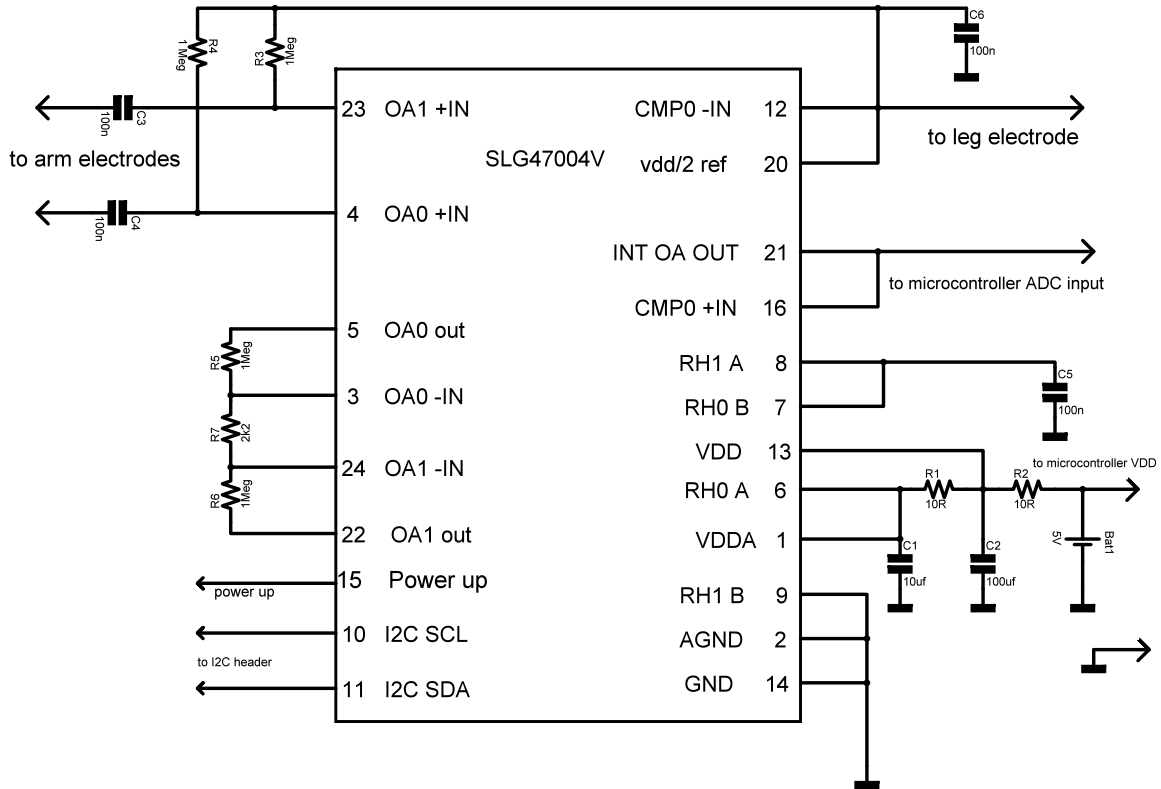 C6
100n
R4
1 Meg
R3
1Meg
C3
100n
23 OA1 +IN
CMP0 -IN 12
to leg electrode
to arm electrodes
SLG47004V
vdd/2 ref 20
C4
100n
4 OA0 +IN
INT OA OUT 21
to microcontroller ADC input
CMP0 +IN 16
5 OA0 out
R5
1Meg
RH1 A 8
C5
100n
3 OA0 -IN
RH0 B 7
R7
2k2
VDD 13
to microcontroller VDD
24 OA1 -IN
R6
1Meg
RH0 A 6
R1
10R
R2
10R
22 OA1 out
VDDA 1
C1
10uf
C2
100uf
5V
Bat1
15 Power up
power up
RH1 B 9
10 I2C SCL
AGND 2
to I2C header
11 I2C SDA
GND 14